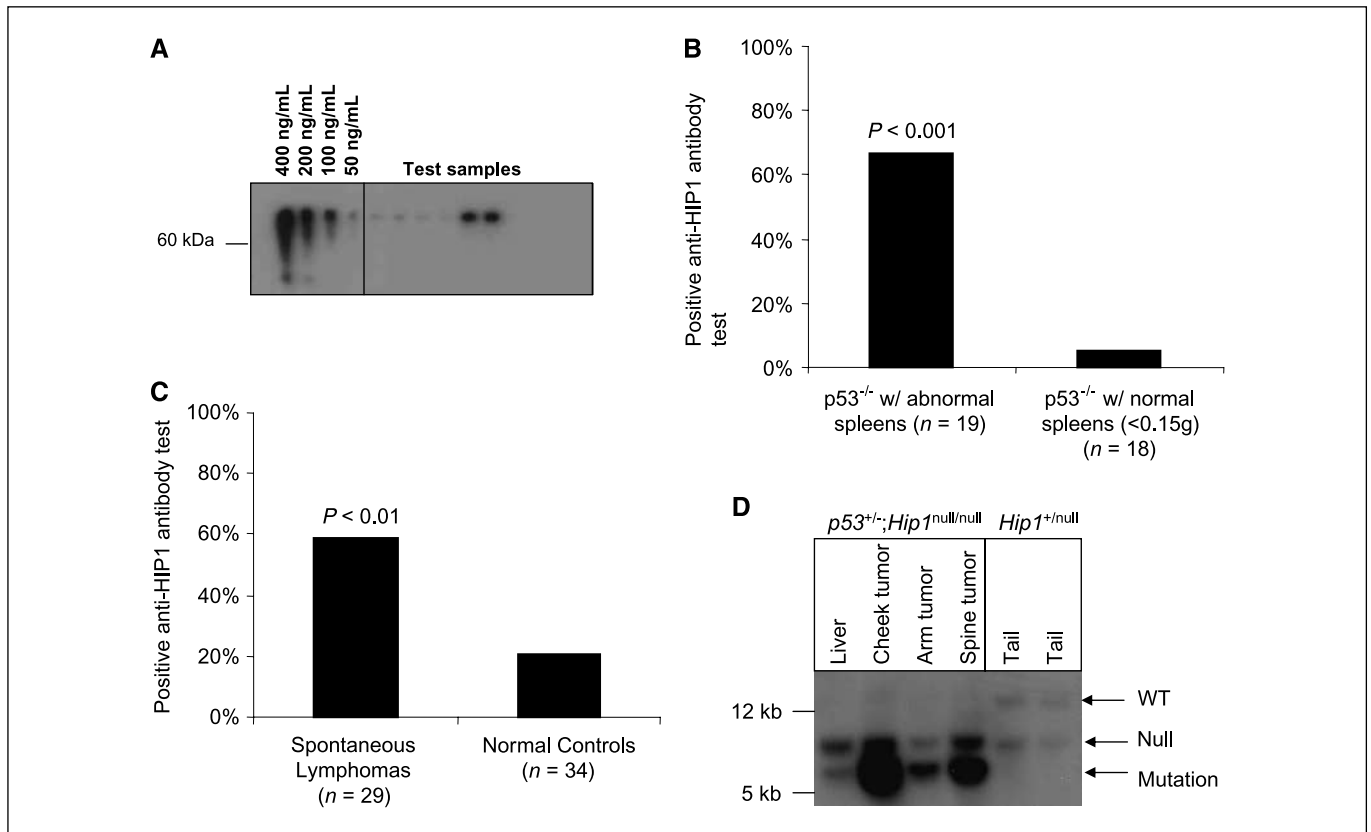 A
400 ng/mL
200 ng/mL
100 ng/mL
50 ng/mL
Test samples
60 kDa
B
Positive anti-HIP1 antibody
test
100%
80%
60%
40%
20%
0%
P < 0.001
p53-/- w/ abnormal
spleens (n = 19)
p53-/- w/ normal
spleens (<0.15g)
(n = 18)
C
Positive anti-HIP1 antibody test
100%
80%
60%
40%
20%
0%
P < 0.01
Spontaneous
Lymphomas
(n = 29)
Normal Controls
(n = 34)
D
p53+/-;Hip1null/null
Hip1+/null
Liver
Cheek tumor
Arm tumor
Spine tumor
Tail
Tail
12 kb
5 kb
WT
Null
Mutation